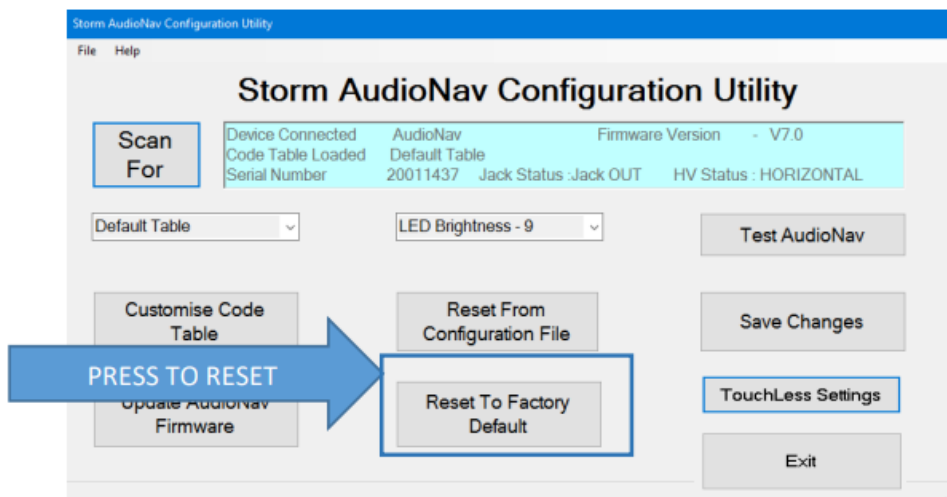 Storm AudioNav Configuration Utility
File Help
Storm AudioNav Configuration Utility
Scan
For
Device Connected AudioNav Firmware Version - V7.0
Code Table Loaded Default Table
Serial Number 20011437 Jack Status :Jack OUT HV Status : HORIZONTAL
Default Table
LED Brightness - 9
Test AudioNav
Customise Code
Table
Reset From
Configuration File
Save Changes
PRESS TO RESET
Update AudioNav
Firmware
Reset To Factory
Default
TouchLess Settings
Exit